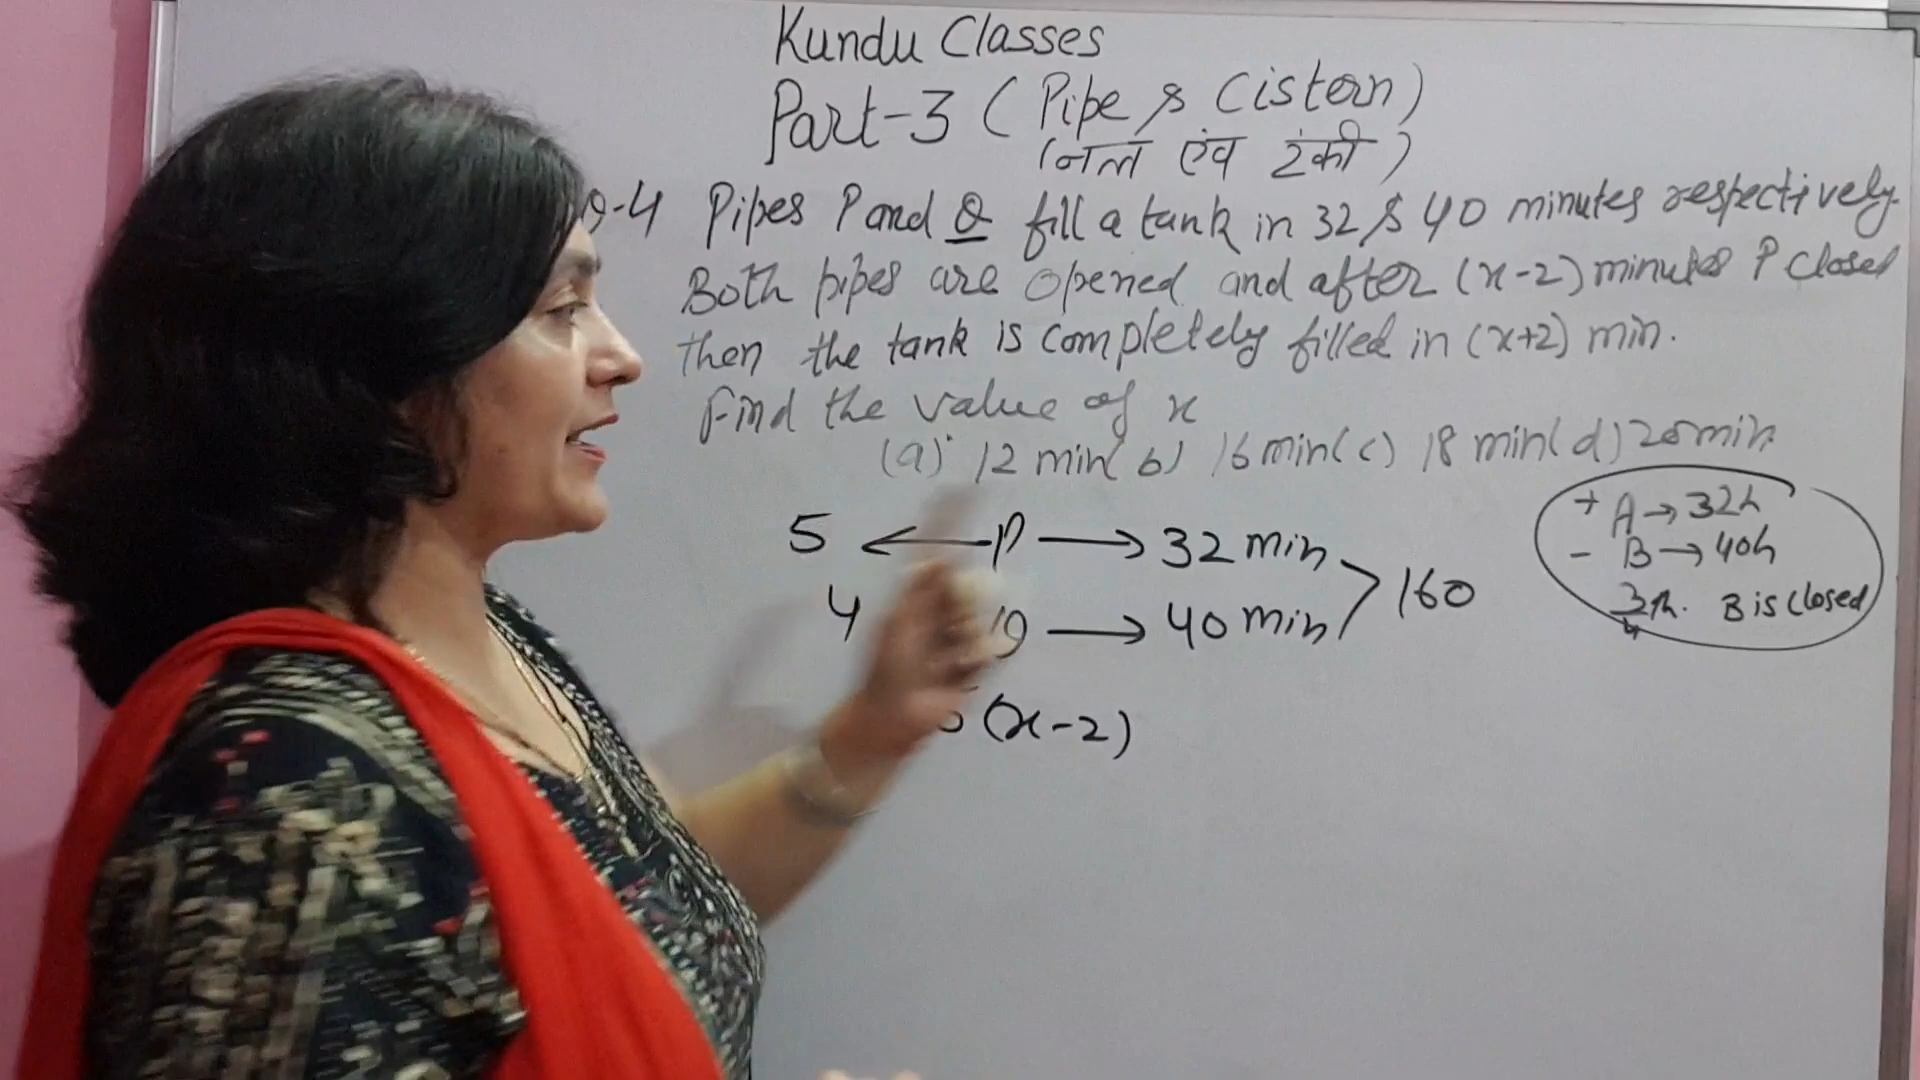 Kundu Classes
Part-3 (Pipe & Cistern)
(नल एंव टंकी)
Q-4 Pipes P and Q fill a tank in 32 & 40 minutes respectively.
Both pipes are opened and after (x-2) minutes P closed
then the tank is completely filled in (x+2) min.
Find the value of x
(a) 12 min (b) 16 min (c) 18 min (d) 20 min
5 ← P → 32 min
4 Q → 40 min > 160
+ A → 32h
- B → 40h
B is closed
5(x-2)